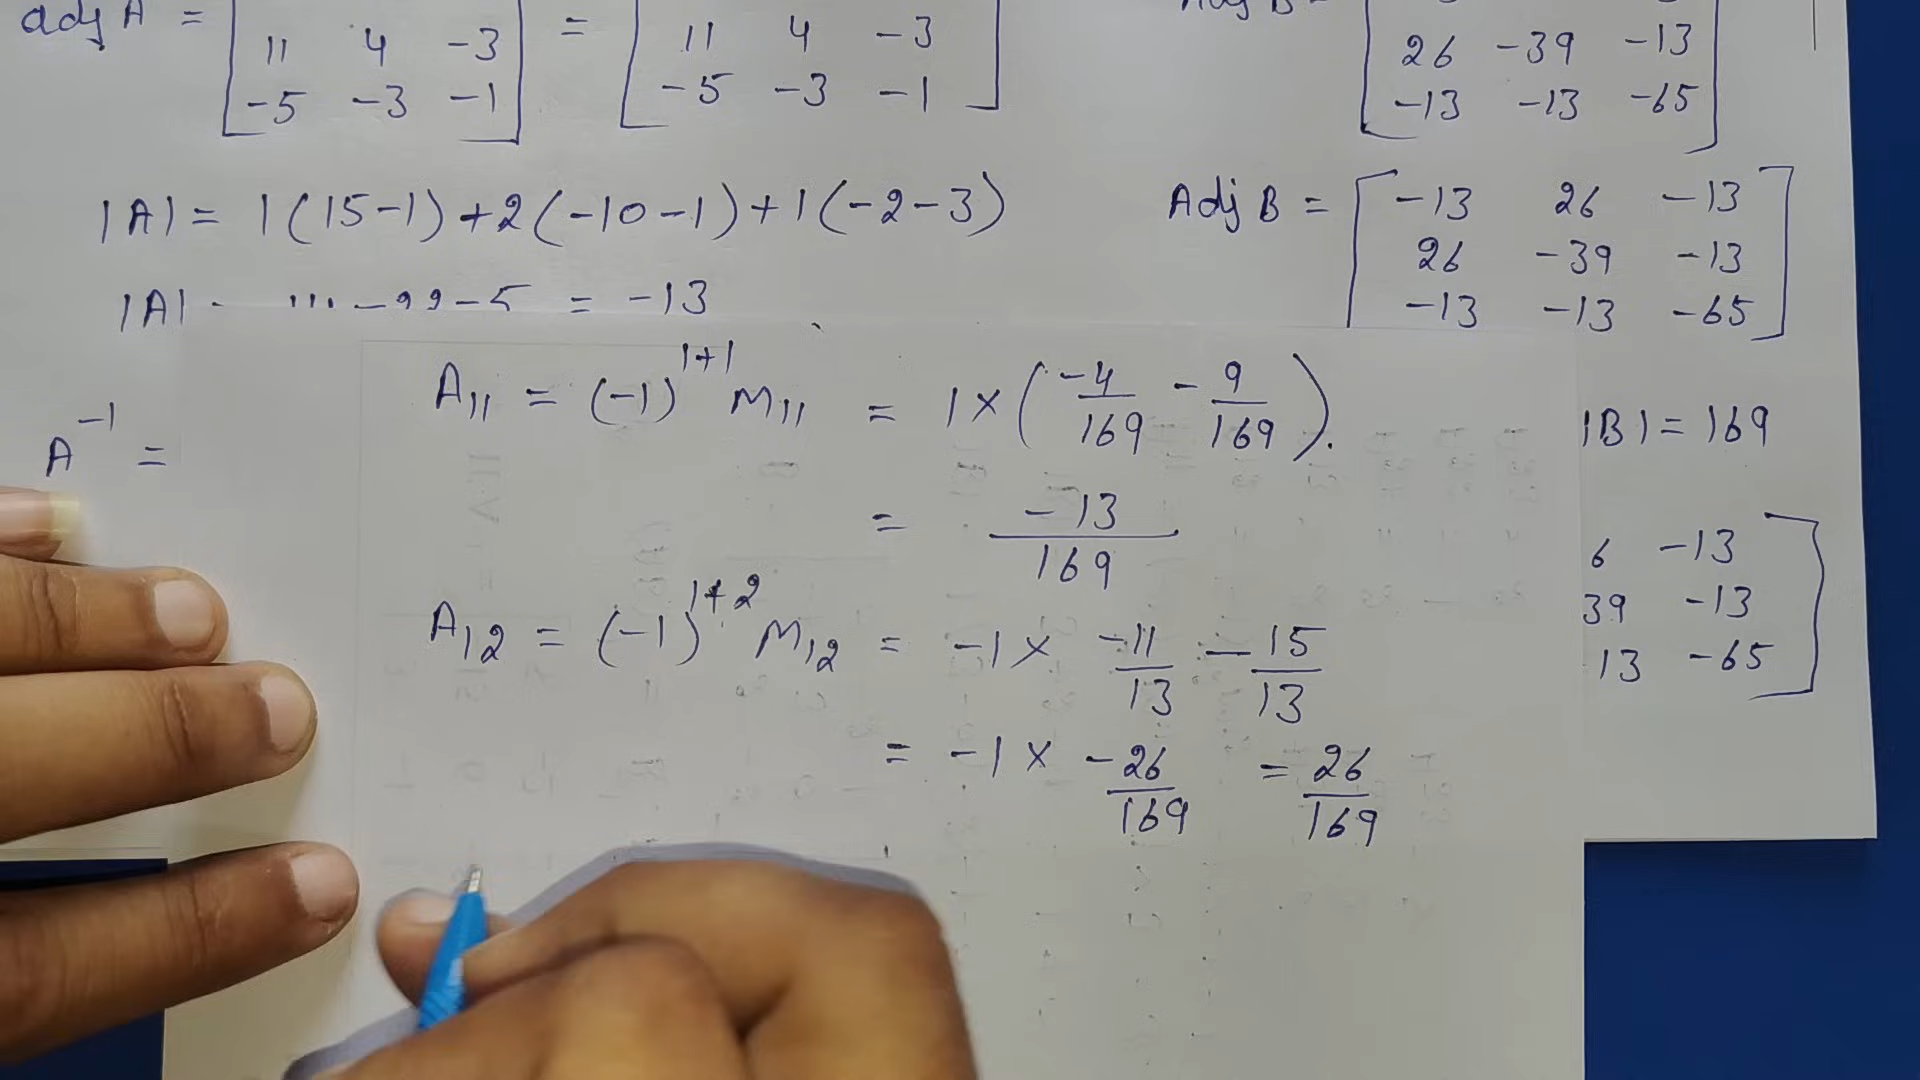 adj A = [ 11 4 -3 = [ 11 4 -3
-5 -3 -1 ] -5 -3 -1 ]
|A| = 1(15-1)+2(-10-1)+1(-2-3)
|A| -22-5 = -13
A⁻¹ =
A₁₁ = (-1)¹⁺¹ M₁₁ = 1×(-4/169 - 9/169).
= -13/169
A₁₂ = (-1)¹⁺² M₁₂ = -1× -11/13 - 15/13
= -1× -26/169 = 26/169
Adj B =
26 -39 -13
-13 -13 -65
Adj B = [ -13 26 -13
26 -39 -13
-13 -13 -65 ]
|B| = 169
6 -13
39 -13
13 -65 ]